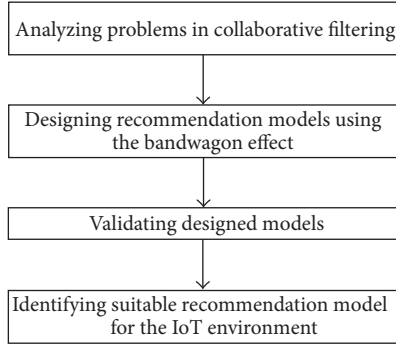 Analyzing problems in collaborative filtering
Designing recommendation models using
the bandwagon effect
Validating designed models
Identifying suitable recommendation model
for the IoT environment